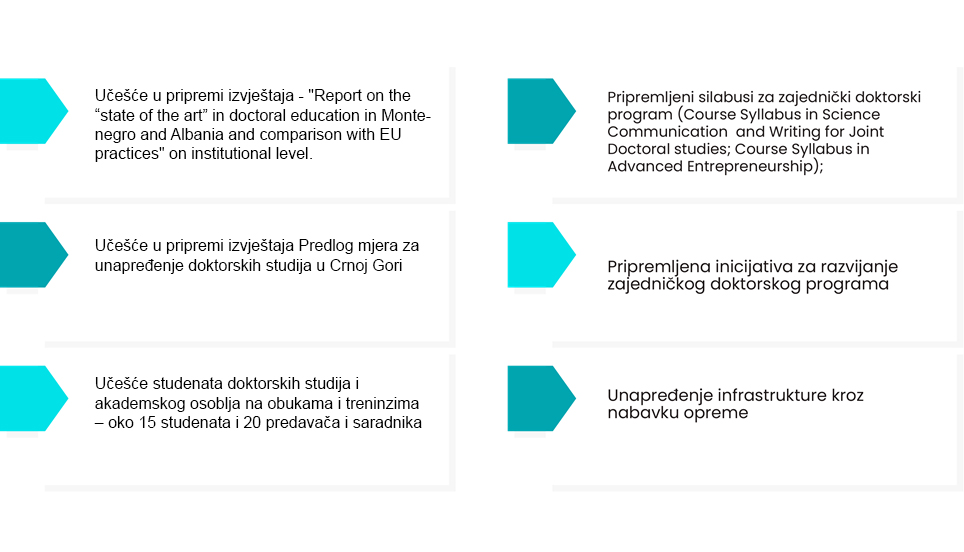 Učešće u pripremi izvještaja - "Report on the
“state of the art” in doctoral education in Monte-
negro and Albania and comparison with EU
practices" on institutional level.
Učešće u pripremi izvještaja Predlog mjera za
unapređenje doktorskih studija u Crnoj Gori
Učešće studenata doktorskih studija i
akademskog osoblja na obukama i treninzima
– oko 15 studenata i 20 predavača i saradnika
Pripremljeni silabusi za zajednički doktorski
program (Course Syllabus in Science
Communication  and Writing for Joint
Doctoral studies; Course Syllabus in
Advanced Entrepreneurship);
Pripremljena inicijativa za razvijanje
zajedničkog doktorskog programa
Unapređenje infrastrukture kroz
nabavku opreme